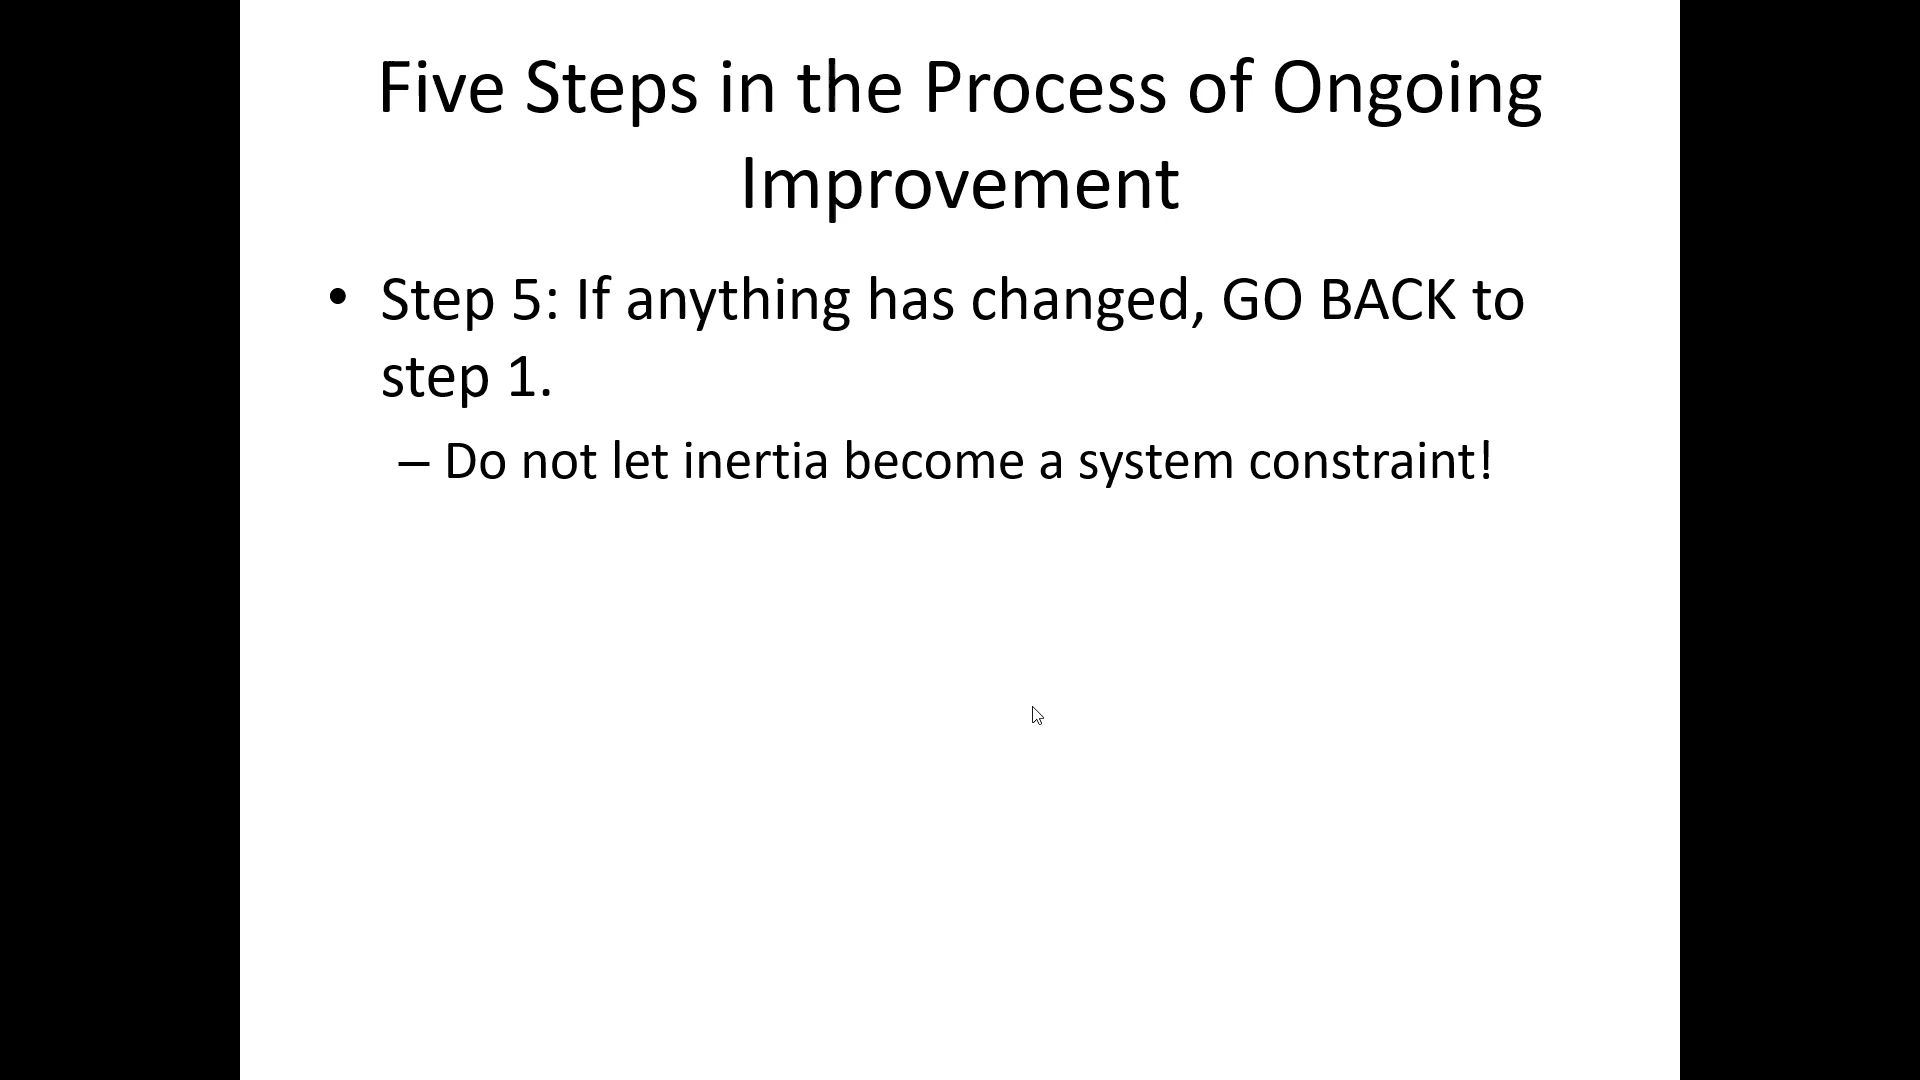 Five Steps in the Process of Ongoing
Improvement
• Step 5: If anything has changed, GO BACK to
step 1.
– Do not let inertia become a system constraint!